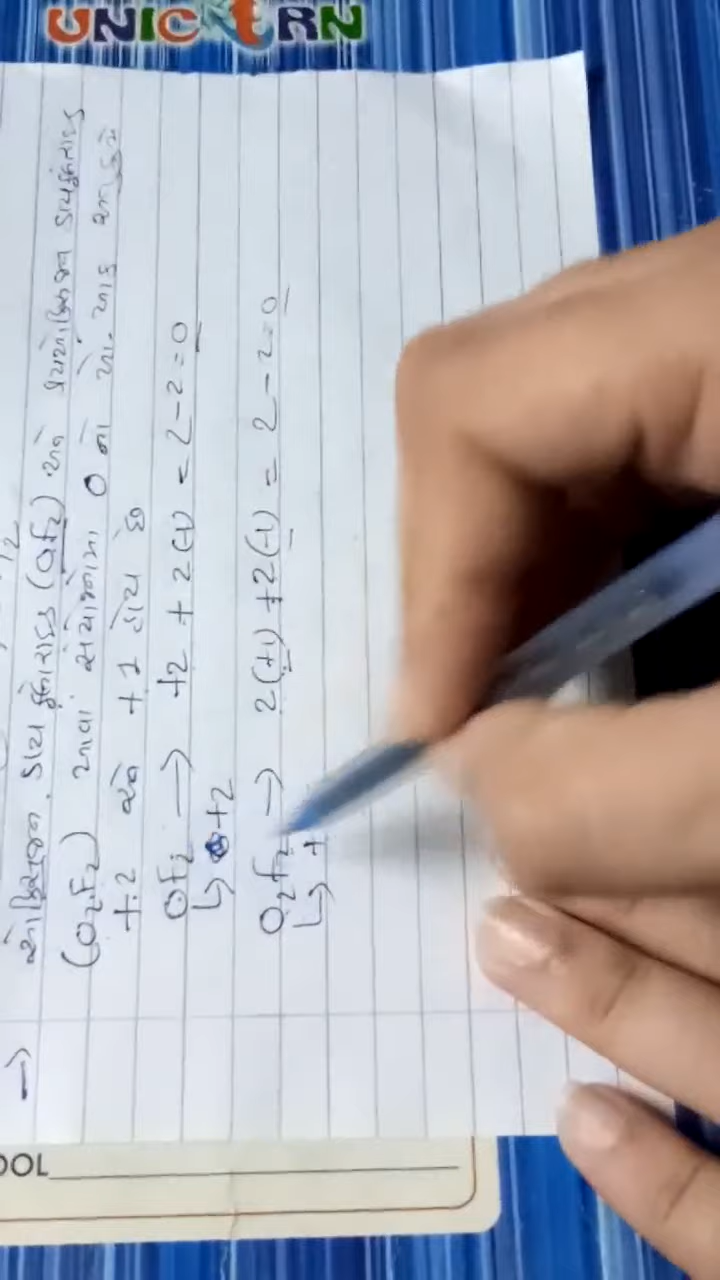 UNICORN
→ ઓક્સિજન ડાય ફ્લોરાઇડ (OF₂) અને ડાયઓક્સિજન ડાયફ્લોરાઇડ
(O₂F₂) આવાં સંયોજનોમાં O નો ઓ. આંક અનુક્રમે
+2 અને +1 હોય છે
OF₂ → +2 + 2(-1) = 2 - 2 = 0
↳ +2
O₂F₂ → 2(+1) + 2(-1) = 2 - 2 = 0
↳ +
OOL